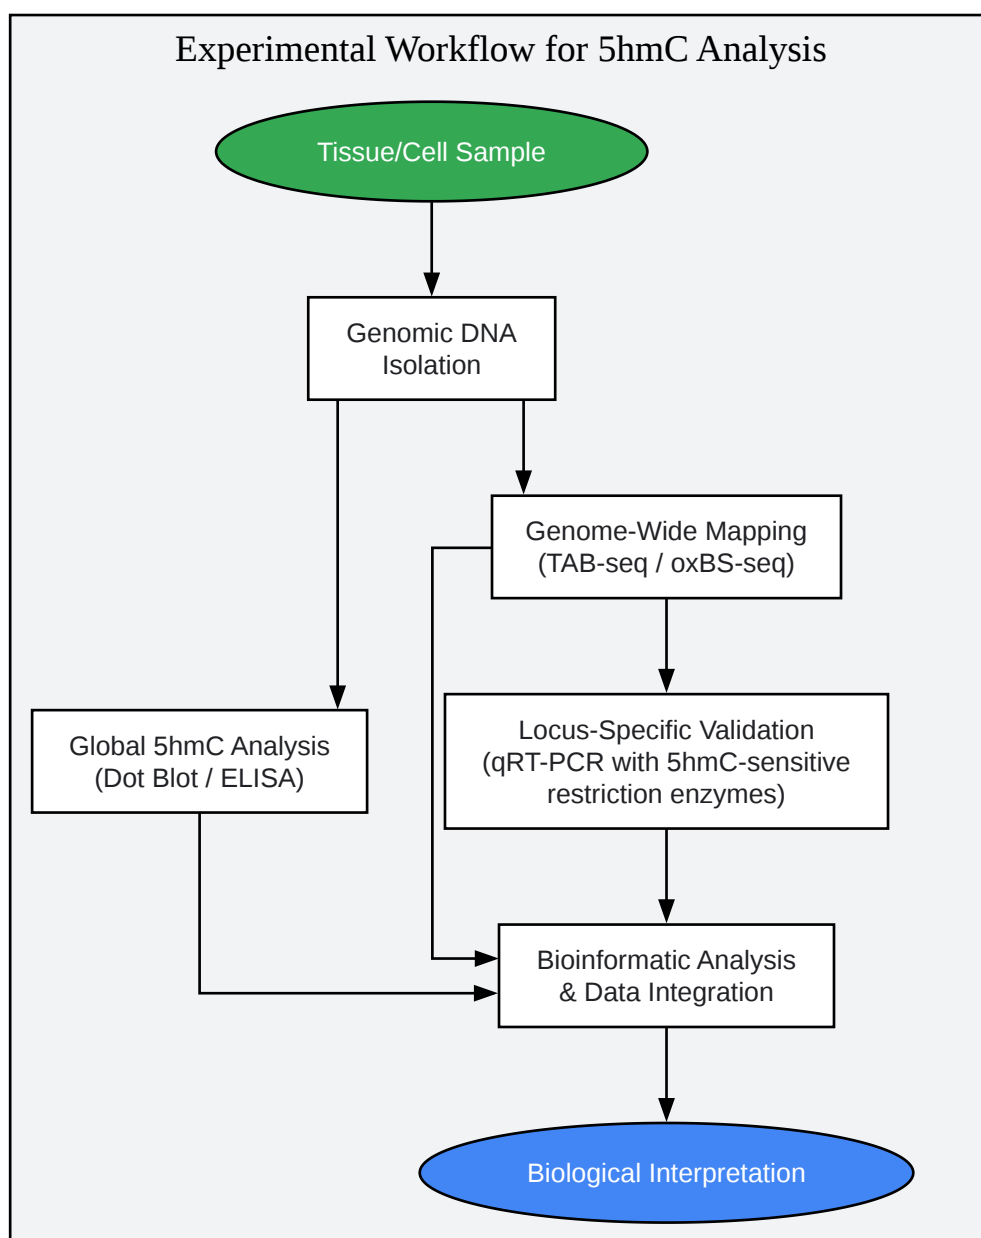 Experimental Workflow for 5hmC Analysis
Tissue/Cell Sample
Genomic DNA
Isolation
Genome-Wide Mapping
(TAB-seq / oxBS-seq)
Global 5hmC Analysis
(Dot Blot / ELISA)
Locus-Specific Validation
(qRT-PCR with 5hmC-sensitive
restriction enzymes)
Bioinformatic Analysis
& Data Integration
Biological Interpretation